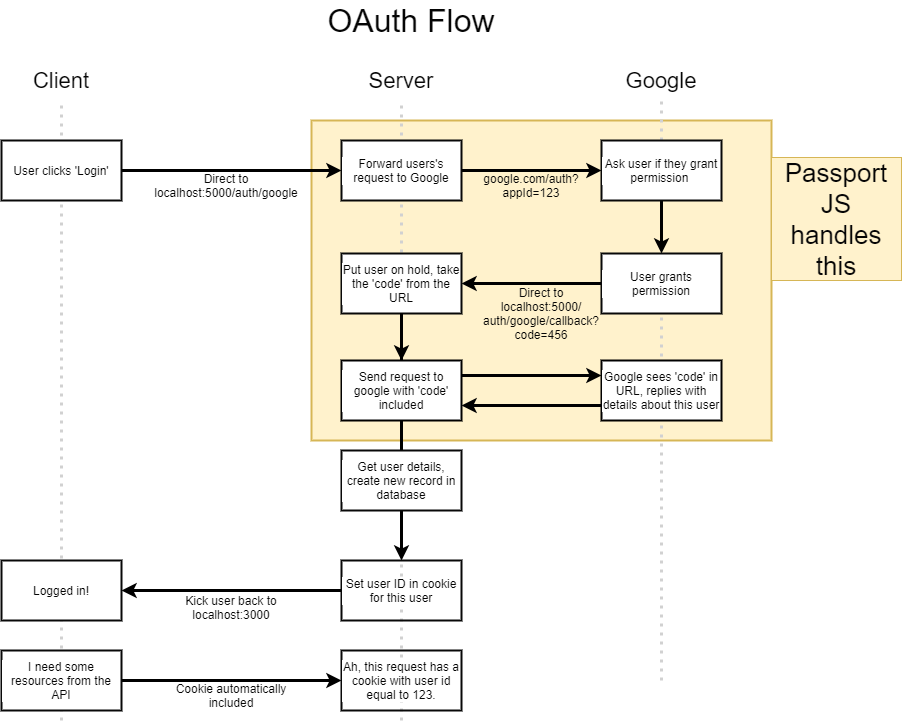 OAuth Flow
Client
Server
Google
User clicks 'Login'
Direct to
localhost:5000/auth/google
Forward users's
request to Google
google.com/auth?
appId=123
Ask user if they grant
permission
Passport
JS
handles
this
Put user on hold, take
the 'code' from the
URL
Direct to
localhost:5000/
auth/google/callback?
code=456
User grants
permission
Send request to
google with 'code'
included
Google sees 'code' in
URL, replies with
details about this user
Get user details,
create new record in
database
Logged in!
Kick user back to
localhost:3000
Set user ID in cookie
for this user
I need some
resources from the
API
Cookie automatically
included
Ah, this request has a
cookie with user id
equal to 123.